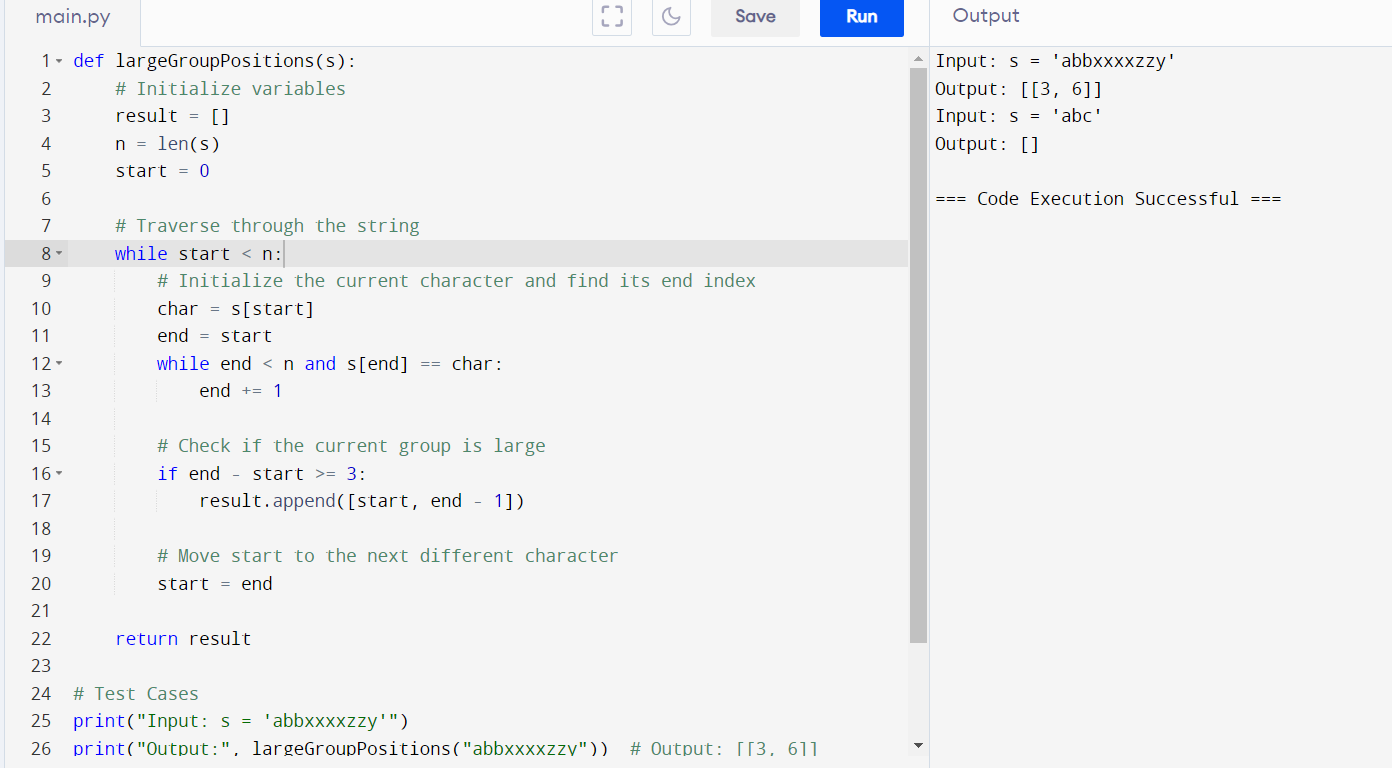 main.py
Save
Run
Output
1 def largeGroupPositions(s):
2     # Initialize variables
3     result = []
4     n = len(s)
5     start = 0
6
7     # Traverse through the string
8     while start < n:
9         # Initialize the current character and find its end index
10         char = s[start]
11         end = start
12         while end < n and s[end] == char:
13             end += 1
14
15         # Check if the current group is large
16         if end - start >= 3:
17             result.append([start, end - 1])
18
19         # Move start to the next different character
20         start = end
21
22     return result
23
24 # Test Cases
25 print("Input: s = 'abbxxxxzzy'")
26 print("Output:", largeGroupPositions("abbxxxxzzy"))  # Output: [[3, 6]]
Input: s = 'abbxxxxzzy'
Output: [[3, 6]]
Input: s = 'abc'
Output: []
=== Code Execution Successful ===